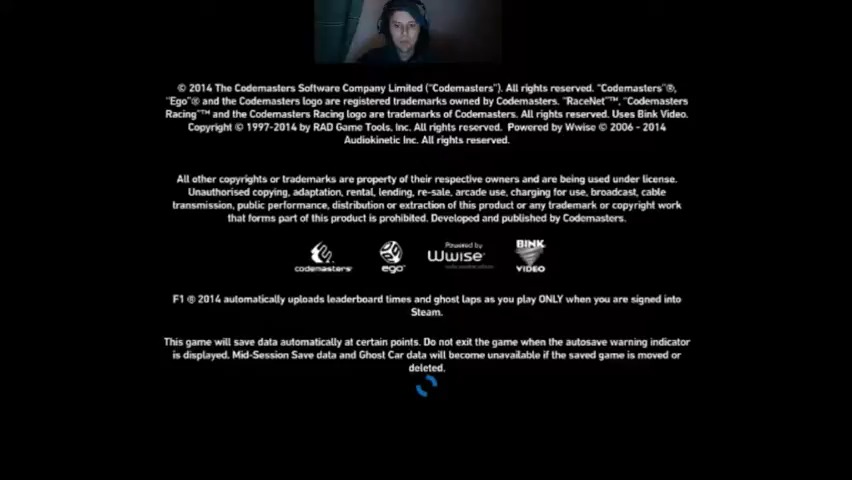 © 2014 The Codemasters Software Company Limited ("Codemasters"). All rights reserved. "Codemasters"®,
"Ego"® and the Codemasters logo are registered trademarks owned by Codemasters. "RaceNet"™, "Codemasters
Racing"™ and the Codemasters Racing logo are trademarks of Codemasters. All rights reserved. Uses Bink Video.
Copyright © 1997-2014 by RAD Game Tools, Inc. All rights reserved. Powered by Wwise © 2006 - 2014
Audiokinetic Inc. All rights reserved.
All other copyrights or trademarks are property of their respective owners and are being used under license.
Unauthorised copying, adaptation, rental, lending, re-sale, arcade use, charging for use, broadcast, cable
transmission, public performance, distribution or extraction of this product or any trademark or copyright work
that forms part of this product is prohibited. Developed and published by Codemasters.
codemasters®
ego®
Powered by
Wwise®
BINK
VIDEO
F1 ® 2014 automatically uploads leaderboard times and ghost laps as you play ONLY when you are signed into
Steam.
This game will save data automatically at certain points. Do not exit the game when the autosave warning indicator
is displayed. Mid-Session Save data and Ghost Car data will become unavailable if the saved game is moved or
deleted.